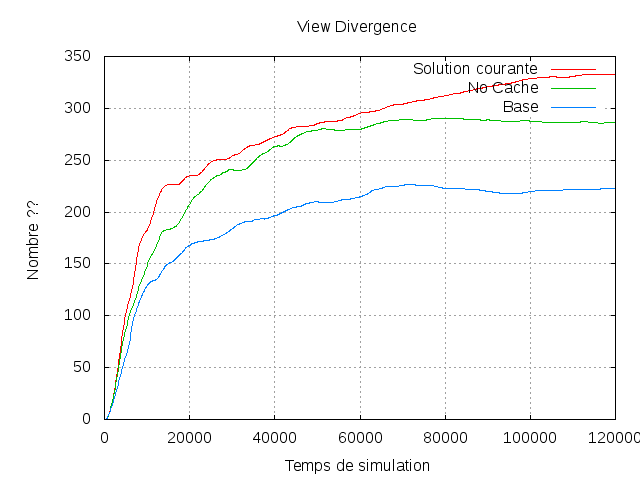 View Divergence
350
300
250
200
150
100
50
0
Nombre ??
Solution courante
No Cache
Base
0 20000 40000 60000 80000 100000 120000
Temps de simulation